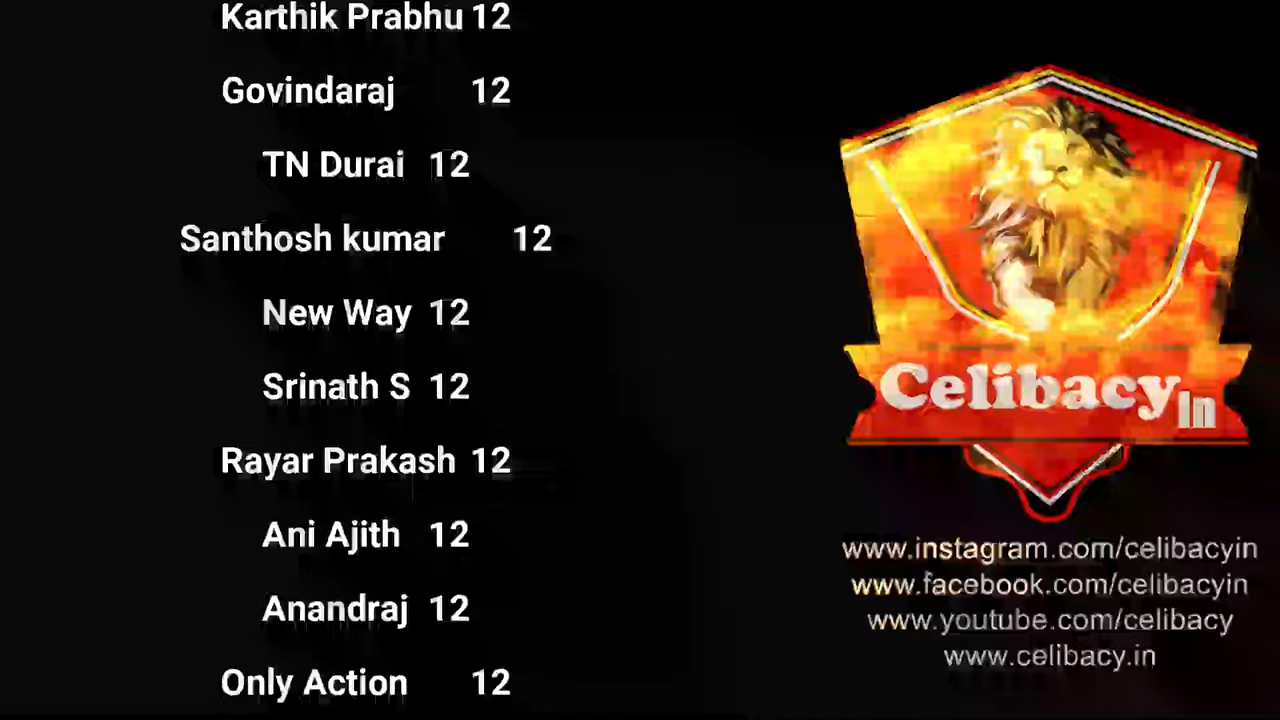 Karthik Prabhu 12
Govindaraj 12
TN Durai 12
Santhosh kumar 12
New Way 12
Srinath S 12
Rayar Prakash 12
Ani Ajith 12
Anandraj 12
Only Action 12
Celibacy In
www.instagram.com/celibacyin
www.facebook.com/celibacyin
www.youtube.com/celibacy
www.celibacy.in